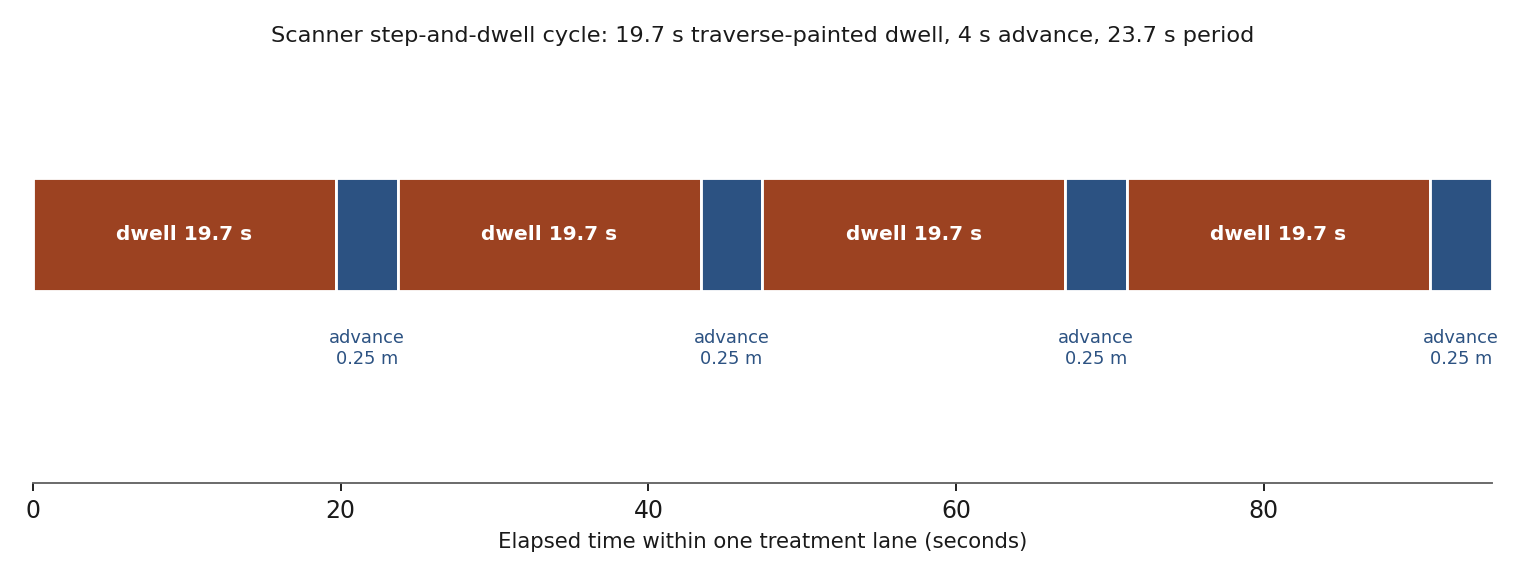 Scanner step-and-dwell cycle: 19.7 s traverse-painted dwell, 4 s advance, 23.7 s period
dwell 19.7 s
dwell 19.7 s
dwell 19.7 s
dwell 19.7 s
advance
0.25 m
advance
0.25 m
advance
0.25 m
advance
0.25 m
0
20
40
60
80
Elapsed time within one treatment lane (seconds)